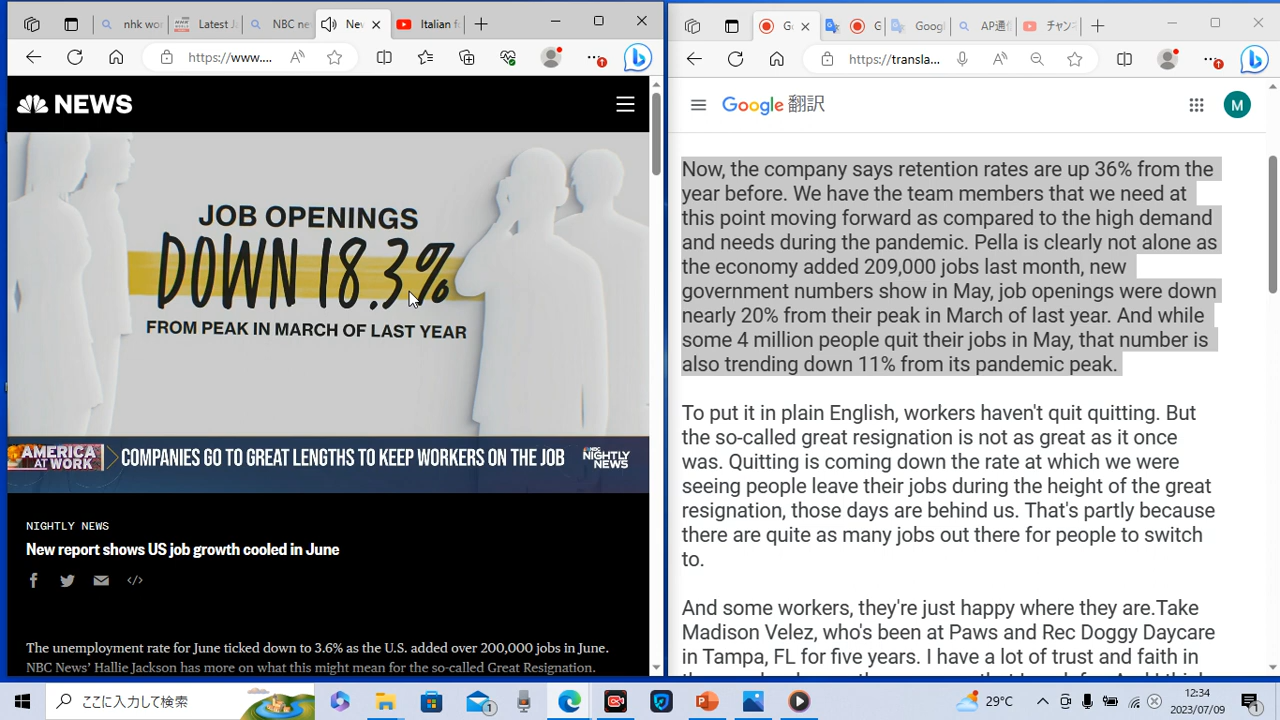 nhk wor
Latest J
NBC ne
Nev
Italian f
https://www....
NEWS
JOB OPENINGS
DOWN 18.3%
FROM PEAK IN MARCH OF LAST YEAR
AMERICA
AT WORK
COMPANIES GO TO GREAT LENGTHS TO KEEP WORKERS ON THE JOB
NBC
NIGHTLY
NEWS
NIGHTLY NEWS
New report shows US job growth cooled in June
The unemployment rate for June ticked down to 3.6% as the U.S. added over 200,000 jobs in June.
NBC News' Hallie Jackson has more on what this might mean for the so-called Great Resignation.
Go
G
Googl
AP通信
チャンネ
https://transla...
Google 翻訳
M
Now, the company says retention rates are up 36% from the
year before. We have the team members that we need at
this point moving forward as compared to the high demand
and needs during the pandemic. Pella is clearly not alone as
the economy added 209,000 jobs last month, new
government numbers show in May, job openings were down
nearly 20% from their peak in March of last year. And while
some 4 million people quit their jobs in May, that number is
also trending down 11% from its pandemic peak.
To put it in plain English, workers haven't quit quitting. But
the so-called great resignation is not as great as it once
was. Quitting is coming down the rate at which we were
seeing people leave their jobs during the height of the great
resignation, those days are behind us. That's partly because
there are quite as many jobs out there for people to switch
to.
And some workers, they're just happy where they are.Take
Madison Velez, who's been at Paws and Rec Doggy Daycare
in Tampa, FL for five years. I have a lot of trust and faith in
ここに入力して検索
1
29°C
12:34
2023/07/09
1